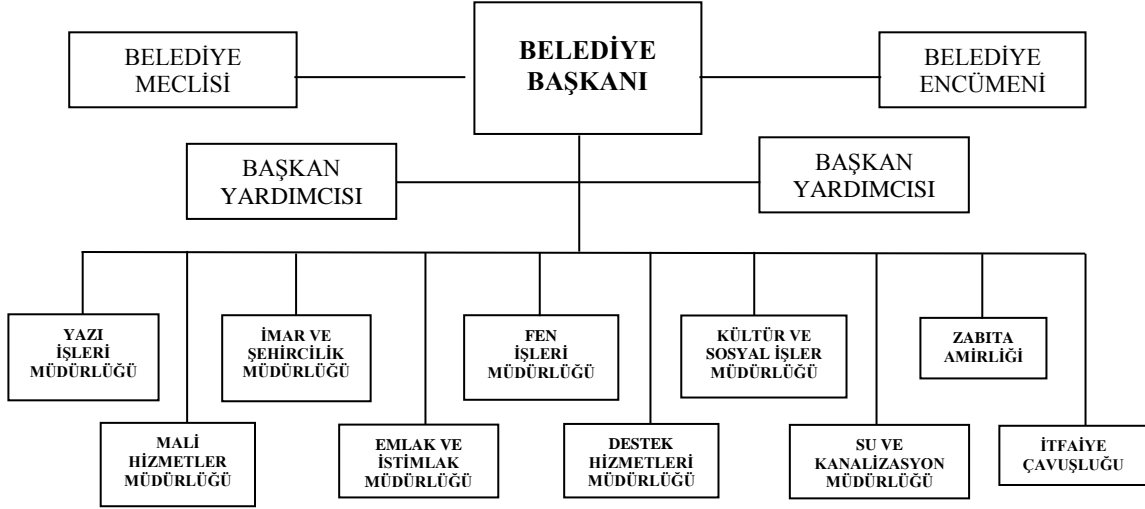 BELEDİYE
MECLİSİ
BELEDİYE
BAŞKANI
BELEDİYE
ENCÜMENİ
BAŞKAN
YARDIMCISI
BAŞKAN
YARDIMCISI
YAZI
İŞLERİ
MÜDÜRLÜĞÜ
İMAR VE
ŞEHİRCİLİK
MÜDÜRLÜĞÜ
FEN
İŞLERİ
MÜDÜRLÜĞÜ
KÜLTÜR VE
SOSYAL İŞLER
MÜDÜRLÜĞÜ
ZABITA
AMİRLİĞİ
MALİ
HİZMETLER
MÜDÜRLÜĞÜ
EMLAK VE
İSTİMLAK
MÜDÜRLÜĞÜ
DESTEK
HİZMETLERİ
MÜDÜRLÜĞÜ
SU VE
KANALİZASYON
MÜDÜRLÜĞÜ
İTFAİYE
ÇAVUŞLUĞU